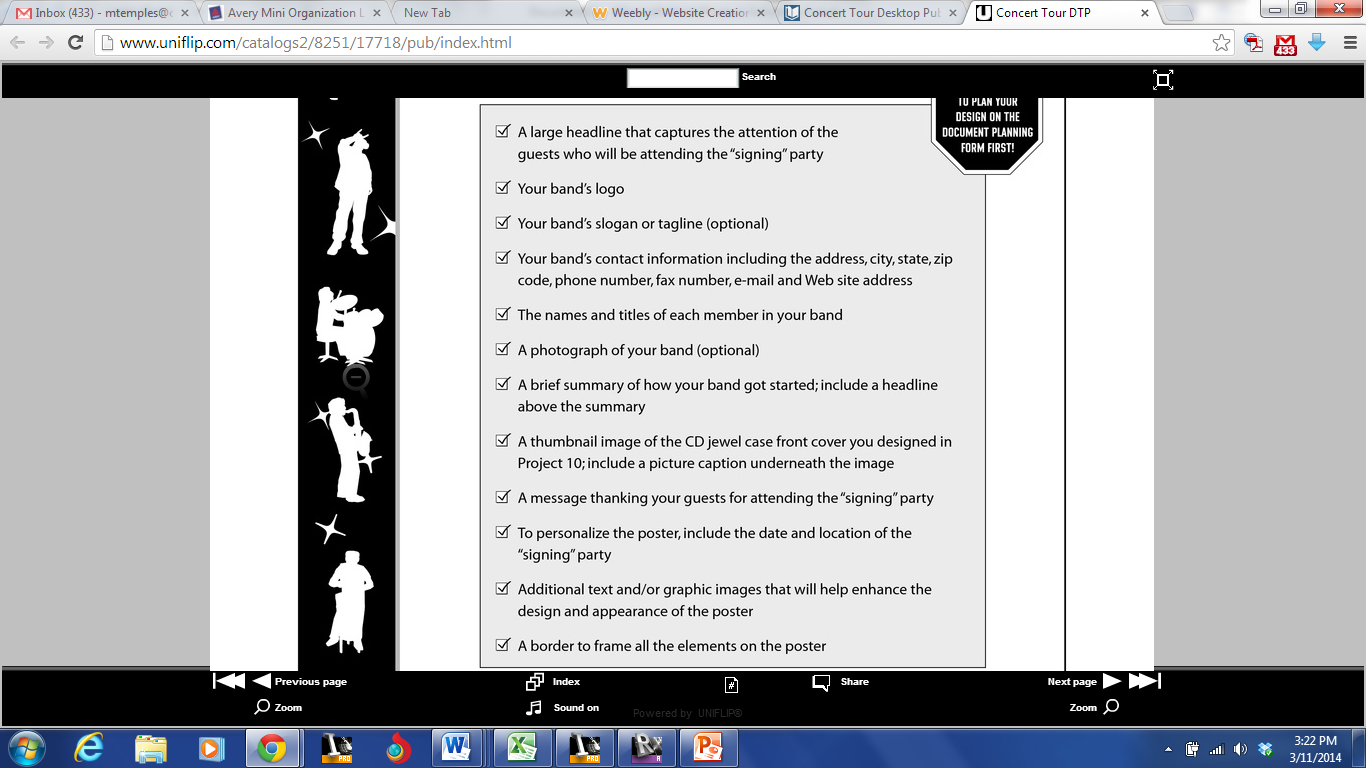 Inbox (433) - mtemples@
Avery Mini Organization L
New Tab
Weebly - Website Creation
Concert Tour Desktop Pub
Concert Tour DTP
www.uniflip.com/catalogs2/8251/17718/pub/index.html
433
Search
TO PLAN YOUR
DESIGN ON THE
DOCUMENT PLANNING
FORM FIRST!
A large headline that captures the attention of the
guests who will be attending the “signing” party
Your band’s logo
Your band’s slogan or tagline (optional)
Your band’s contact information including the address, city, state, zip
code, phone number, fax number, e-mail and Web site address
The names and titles of each member in your band
A photograph of your band (optional)
A brief summary of how your band got started; include a headline
above the summary
A thumbnail image of the CD jewel case front cover you designed in
Project 10; include a picture caption underneath the image
A message thanking your guests for attending the “signing” party
To personalize the poster, include the date and location of the
“signing” party
Additional text and/or graphic images that will help enhance the
design and appearance of the poster
A border to frame all the elements on the poster
Previous page
Index
#
Share
Next page
Zoom
Sound on
Powered by UNIFLIP®
Zoom
3:22 PM
3/11/2014